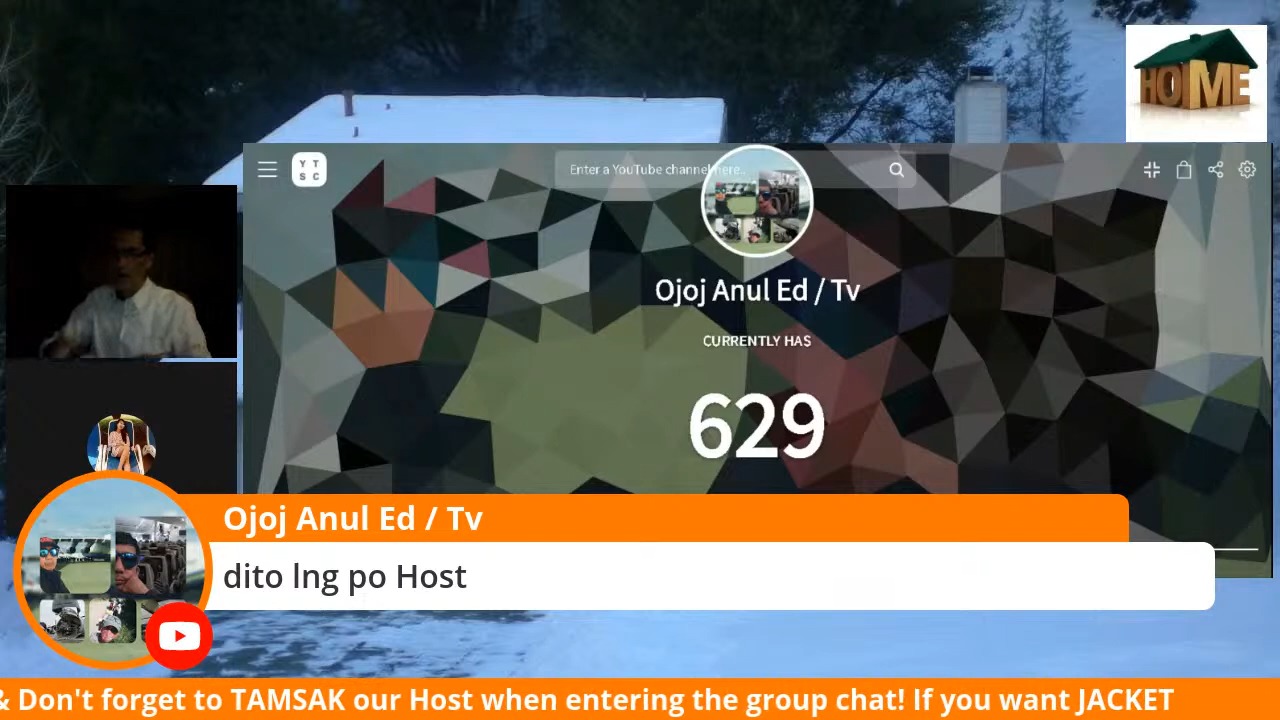 HOME
Y T
S C
Enter a YouTube channel here..
Ojoj Anul Ed / Tv
CURRENTLY HAS
629
Ojoj Anul Ed / Tv
dito lng po Host
& Don't forget to TAMSAK our Host when entering the group chat! If you want JACKET